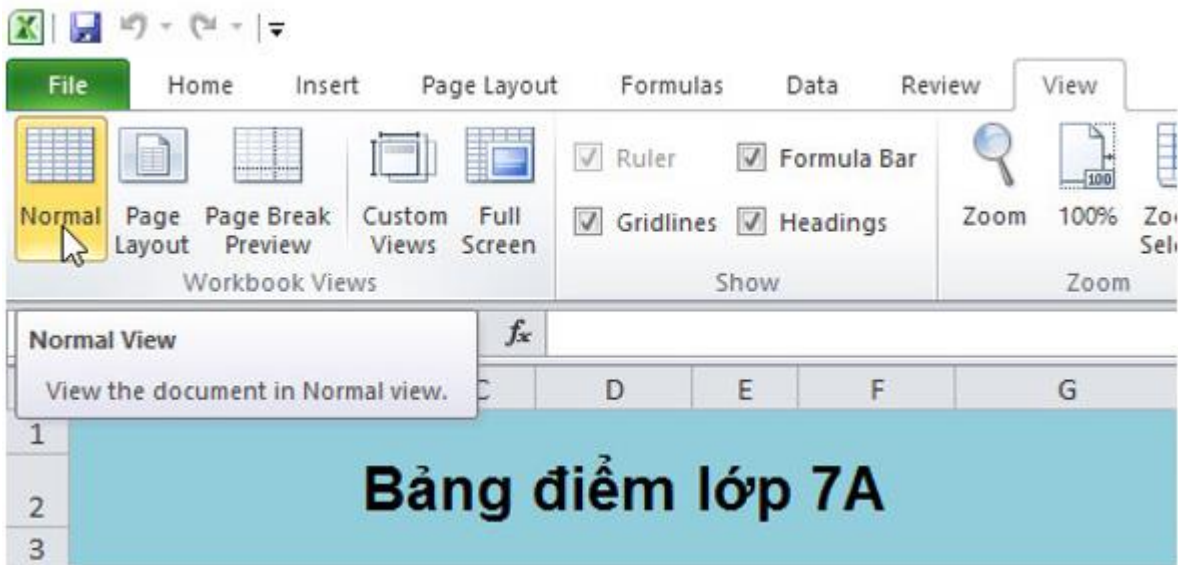 File Home Insert Page Layout Formulas Data Review View
Normal Page Layout Page Break Preview Custom Views Full Screen
Ruler Formula Bar
Gridlines Headings
Zoom 100% 100
Workbook Views Show Zoom
fx
Normal View
View the document in Normal view.
D E F G
1
Bảng điểm lớp 7A
2
3